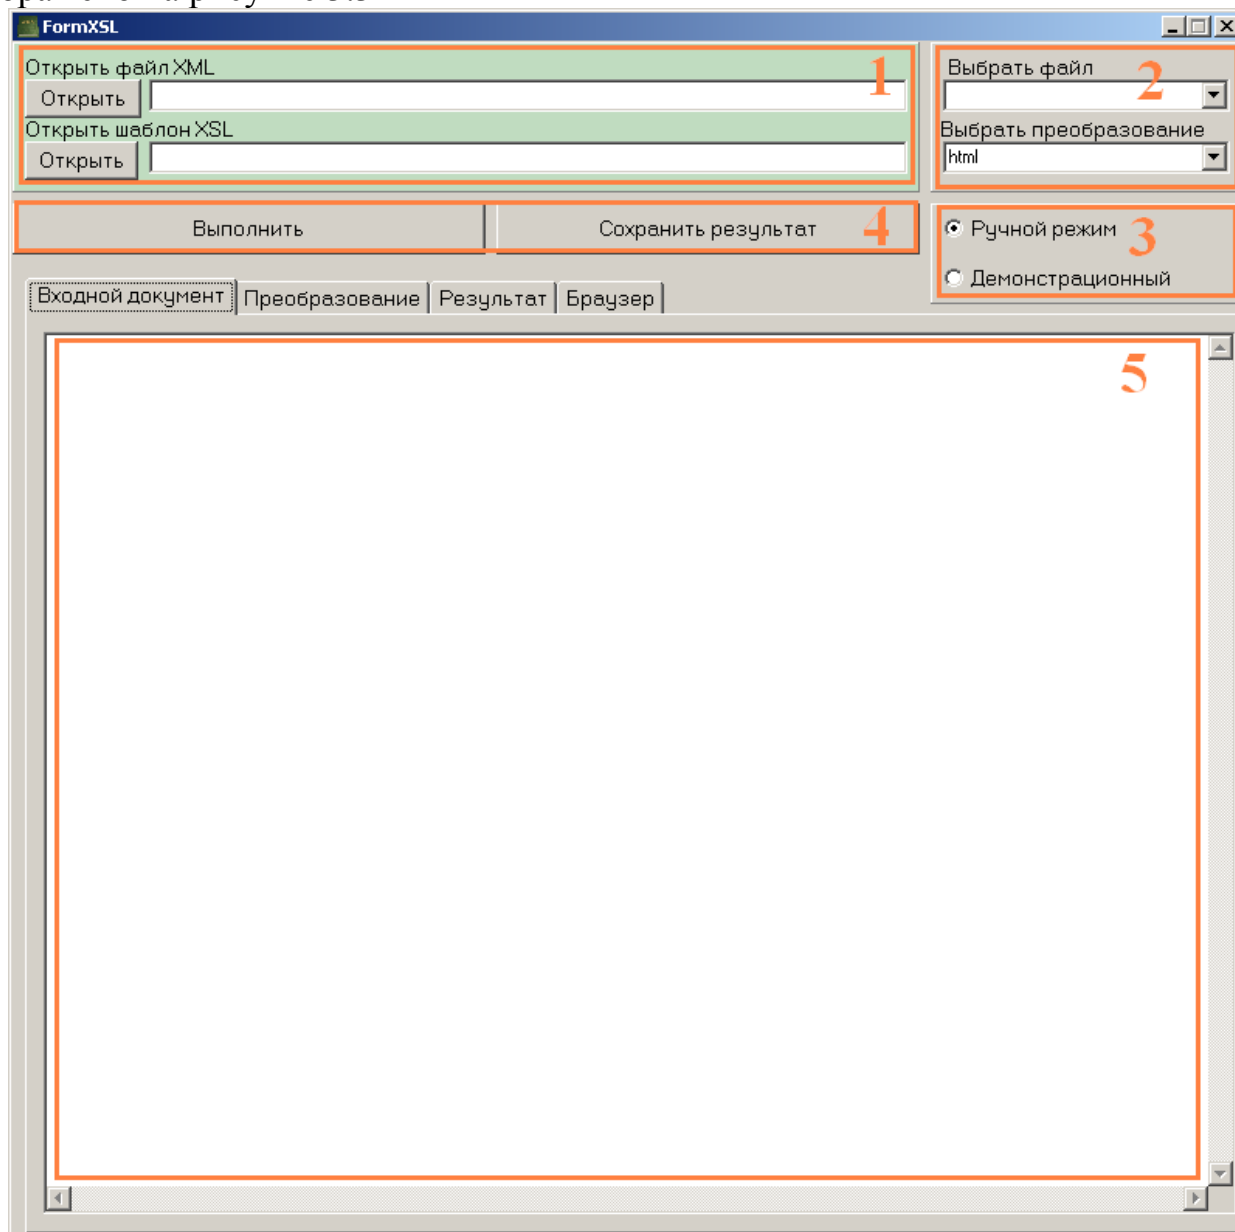 FormXSL
Открыть файл XML
1
Открыть
Открыть шаблон XSL
Открыть
Выбрать файл
2
Выбрать преобразование
html
Выполнить
Сохранить результат
4
Ручной режим
3
Демонстрационный
Входной документ
Преобразование
Результат
Браузер
5